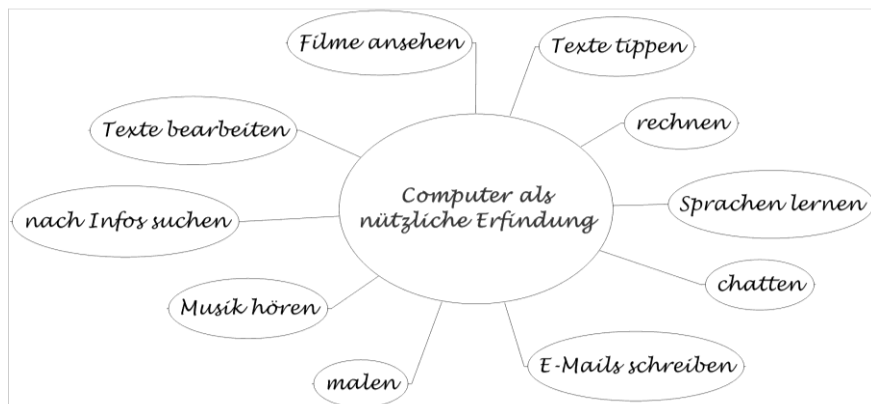 Filme ansehen
Texte tippen
Texte bearbeiten
rechnen
Computer als
nützliche Erfindung
Sprachen lernen
nach Infos suchen
chatten
Musik hören
E-Mails schreiben
malen